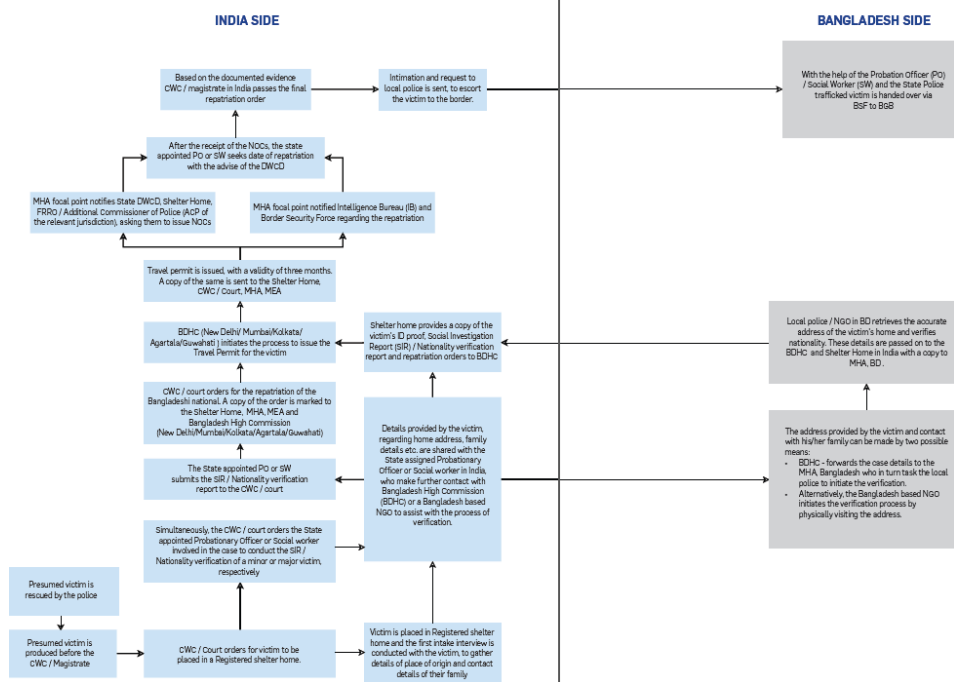 INDIA SIDE
BANGLADESH SIDE
Based on the documented evidence
CWC / magistrate in India passes the final
repatriation order
Intimation and request to
local police is sent, to escort
the victim to the border.
With the help of the Probation Officer (PO)
/ Social Worker (SW) and the State Police
trafficked victim is handed over via
BSF to BGB
After the receipt of the NOCs, the state
appointed PO or SW seeks date of repatriation
with the advise of the DWCD
MHA focal point notifies State DWCD, Shelter Home,
FRRO / Additional Commissioner of Police (ACP of
the relevant jurisdiction), asking them to issue NOCs
MHA focal point notified Intelligence Bureau (IB) and
Border Security Force regarding the repatriation
Travel permit is issued, with a validity of three months.
A copy of the same is sent to the Shelter Home,
CWC / Court, MHA, MEA
BDHC (New Delhi/ Mumbai/Kolkata/
Agartala/Guwahati ) initiates the process to issue the
Travel Permit for the victim
Shelter home provides a copy of the
victim's ID proof, Social Investigation
Report (SIR) / Nationality verification
report and repatriation orders to BDHC
Local police / NGO in BD retrieves the accurate
address of the victim's home and verifies
nationality. These details are passed on to the
BDHC and Shelter Home in India with a copy to
MHA, BD .
CWC / court orders for the repatriation of the
Bangladeshi national. A copy of the order is marked to
the Shelter Home, MHA, MEA and
Bangladesh High Commission
(New Delhi/Mumbai/Kolkata/Agartala/Guwahati)
Details provided by the victim,
regarding home address, family
details etc. are shared with the
State assigned Probationary
Officer or Social worker in India,
who make further contact with
Bangladesh High Commission
(BDHC) or a Bangladesh based
NGO to assist with the process of
verification.
The address provided by the victim and contact
with his/her family can be made by two possible
means:
• BDHC - forwards the case details to the
MHA, Bangladesh who in turn task the local
police to initiate the verification.
• Alternatively, the Bangladesh based NGO
initiates the verification process by
physically visiting the address.
The State appointed PO or SW
submits the SIR / Nationality verification
report to the CWC / court
Simultaneously, the CWC / court orders the State
appointed Probationary Officer or Social worker
involved in the case to conduct the SIR /
Nationality verification of a minor or major victim,
respectively
Presumed victim is
rescued by the police
Presumed victim is
produced before the
CWC / Magistrate
CWC / Court orders for victim to be
placed in a Registered shelter home.
Victim is placed in Registered shelter
home and the first intake interview is
conducted with the victim, to gather
details of place of origin and contact
details of their family